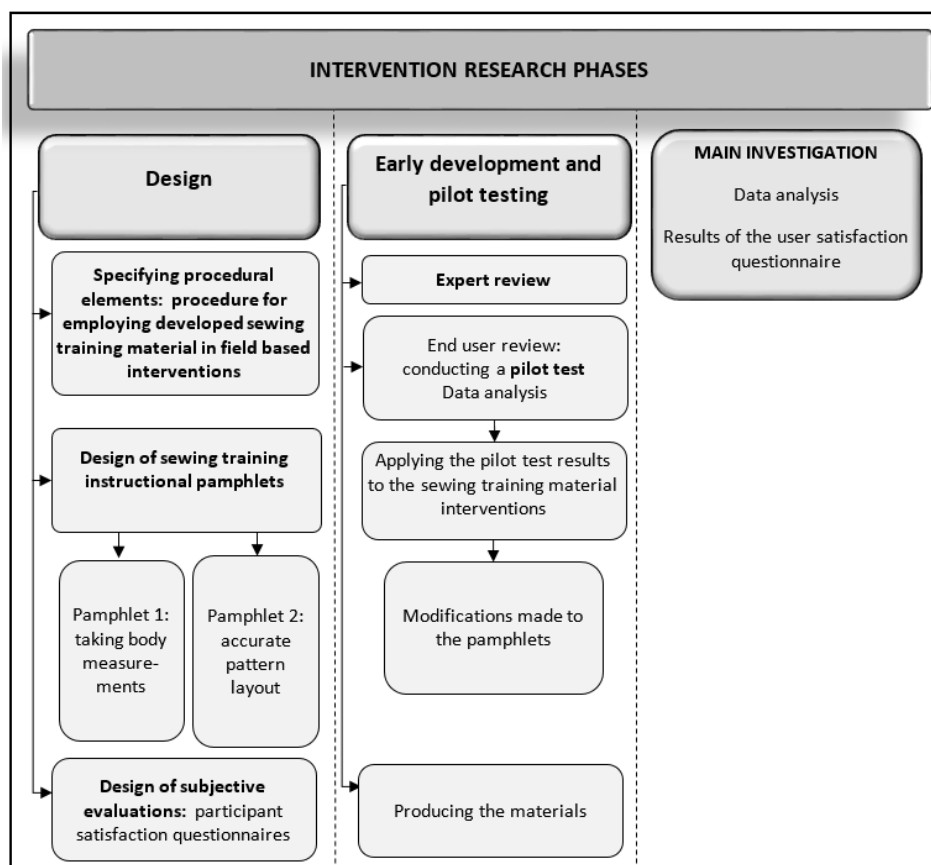 INTERVENTION RESEARCH PHASES
Design
Specifying procedural
elements:  procedure for
employing developed sewing
training material in field based
interventions
Design of sewing training
instructional pamphlets
Pamphlet 1:
taking body
measure-
ments
Pamphlet 2:
accurate
pattern
layout
Design of subjective
evaluations:  participant
satisfaction questionnaires
Early development and
pilot testing
Expert review
End user review:
conducting a pilot test
Data analysis
Applying the pilot test results
to the sewing training material
interventions
Modifications made to
the pamphlets
Producing the materials
MAIN INVESTIGATION
Data analysis
Results of the user satisfaction
questionnaire